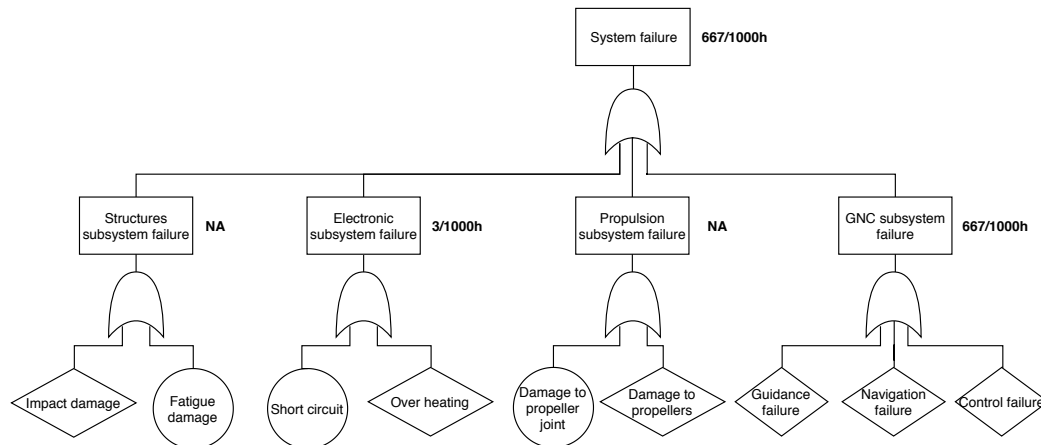 System failure
667/1000h
Structures
subsystem failure
NA
Electronic
subsystem failure
3/1000h
Propulsion
subsystem failure
NA
GNC subsystem
failure
667/1000h
Impact damage
Fatigue
damage
Short circuit
Over heating
Damage to
propeller
joint
Damage to
propellers
Guidance
failure
Navigation
failure
Control failure